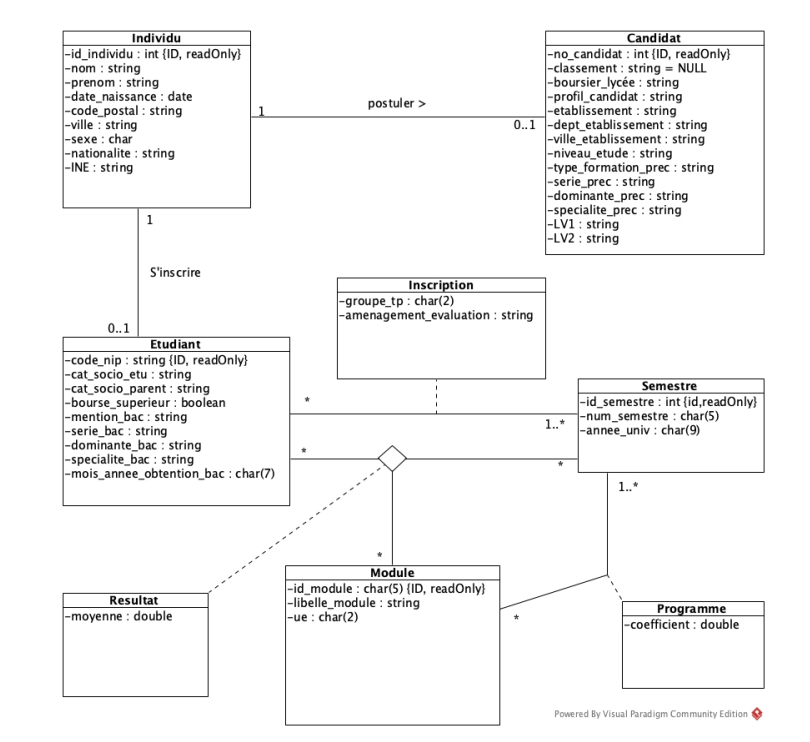 Individu
-id_individu : int {ID, readOnly}
-nom : string
-prenom : string
-date_naissance : date
-code_postal : string
-ville : string
-sexe : char
-nationalite : string
-INE : string
Candidat
-no_candidat : int {ID, readOnly}
-classement : string = NULL
-boursier_lycée : string
-profil_candidat : string
-etablissement : string
-dept_etablissement : string
-ville_etablissement : string
-niveau_etude : string
-type_formation_prec : string
-serie_prec : string
-dominante_prec : string
-specialite_prec : string
-LV1 : string
-LV2 : string
1
postuler >
0..1
1
S'inscrire
0..1
Inscription
-groupe_tp : char(2)
-amenagement_evaluation : string
Etudiant
-code_nip : string {ID, readOnly}
-cat_socio_etu : string
-cat_socio_parent : string
-bourse_superieur : boolean
-mention_bac : string
-serie_bac : string
-dominante_bac : string
-specialite_bac : string
-mois_annee_obtention_bac : char(7)
Semestre
-id_semestre : int {id,readOnly}
-num_semestre : char(5)
-annee_univ : char(9)
*
1..*
*
*
1..*
*
Module
-id_module : char(5) {ID, readOnly}
-libelle_module : string
-ue : char(2)
*
Resultat
-moyenne : double
Programme
-coefficient : double
Powered By Visual Paradigm Community Edition